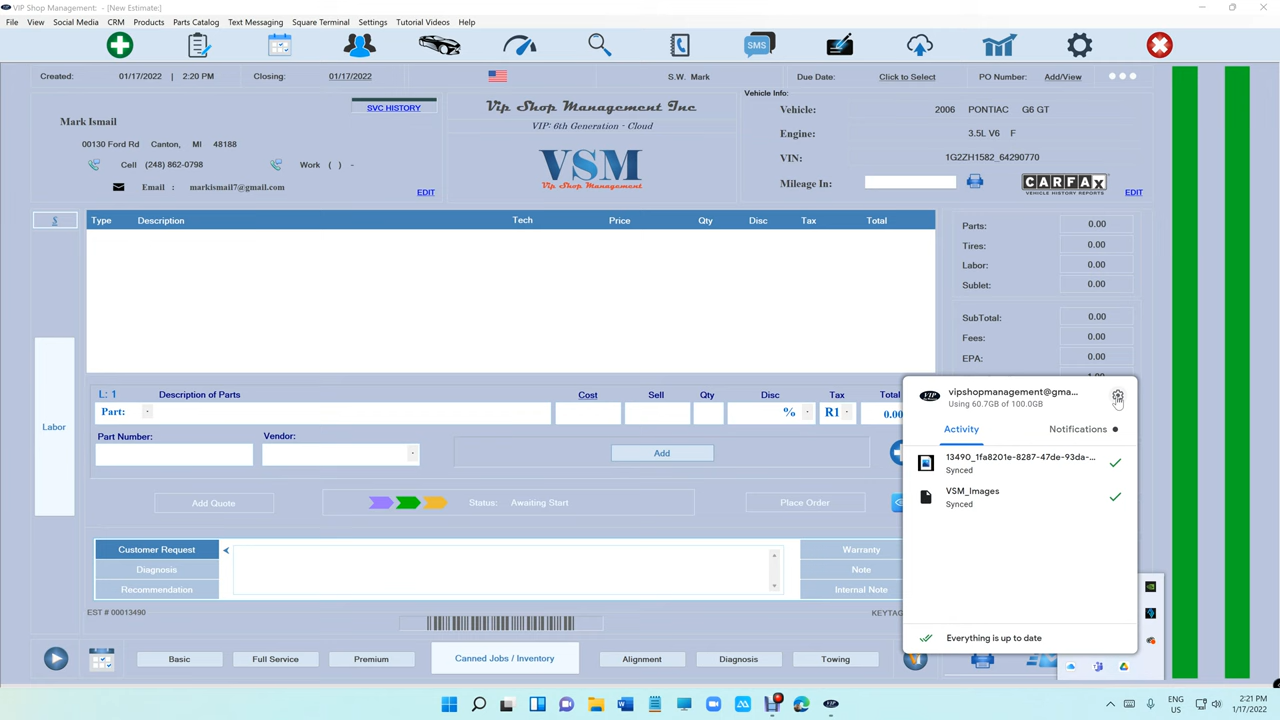 VIP Shop Management: - [New Estimate:]
File View Social Media CRM Products Parts Catalog Text Messaging Square Terminal Settings Tutorial Videos Help
SMS
Created: 01/17/2022 | 2:20 PM Closing: 01/17/2022 S.W. Mark Due Date: Click to Select PO Number: Add/View
SVC HISTORY
Mark Ismail
00130 Ford Rd Canton, MI 48188
Cell (248) 862-0798 Work ( ) -
Email : markismail7@gmail.com
EDIT
Vip Shop Management Inc
VIP: 6th Generation - Cloud
VSM
Vip Shop Management
Vehicle Info:
Vehicle: 2006 PONTIAC G6 GT
Engine: 3.5L V6 F
VIN: 1G2ZH1582_64290770
Mileage In:
CARFAX
VEHICLE HISTORY REPORTS
EDIT
S
Type Description Tech Price Qty Disc Tax Total
Labor
Parts: 0.00
Tires: 0.00
Labor: 0.00
Sublet: 0.00
SubTotal: 0.00
Fees: 0.00
EPA: 0.00
L: 1 Description of Parts Cost Sell Qty Disc Tax Total
Part: % R1 0.00
Part Number: Vendor:
Add
Add Quote Status: Awaiting Start Place Order
Customer Request
Diagnosis
Recommendation
Warranty
Note
Internal Note
EST # 00013490
KEYTAG
Basic Full Service Premium Canned Jobs / Inventory Alignment Diagnosis Towing
VIP
vipshopmanagement@gma...
Using 60.7GB of 100.0GB
Activity Notifications
13490_1fa8201e-8287-47de-93da-...
Synced
VSM_Images
Synced
Everything is up to date
ENG
US
2:21 PM
1/17/2022